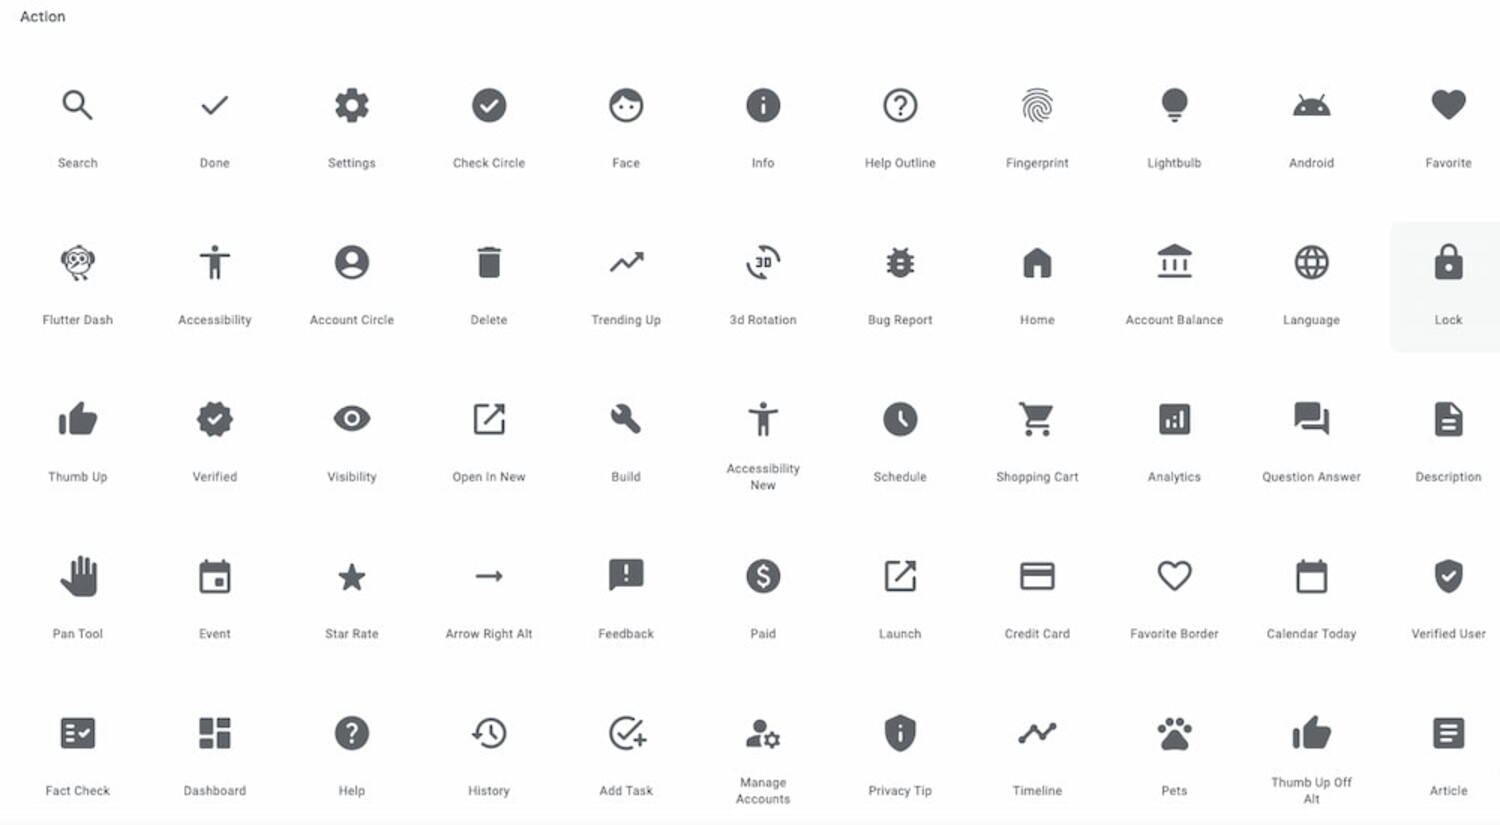 Action
Search
Done
Settings
Check Circle
Face
Info
Help Outline
Fingerprint
Lightbulb
Android
Favorite
3D
Flutter Dash
Accessibility
Account Circle
Delete
Trending Up
3d Rotation
Bug Report
Home
Account Balance
Language
Lock
Thumb Up
Verified
Visibility
Open In New
Build
Accessibility
New
Schedule
Shopping Cart
Analytics
Question Answer
Description
Pan Tool
Event
Star Rate
Arrow Right Alt
Feedback
Paid
Launch
Credit Card
Favorite Border
Calendar Today
Verified User
Fact Check
Dashboard
Help
History
Add Task
Manage
Accounts
Privacy Tip
Timeline
Pets
Thumb Up Off
Alt
Article